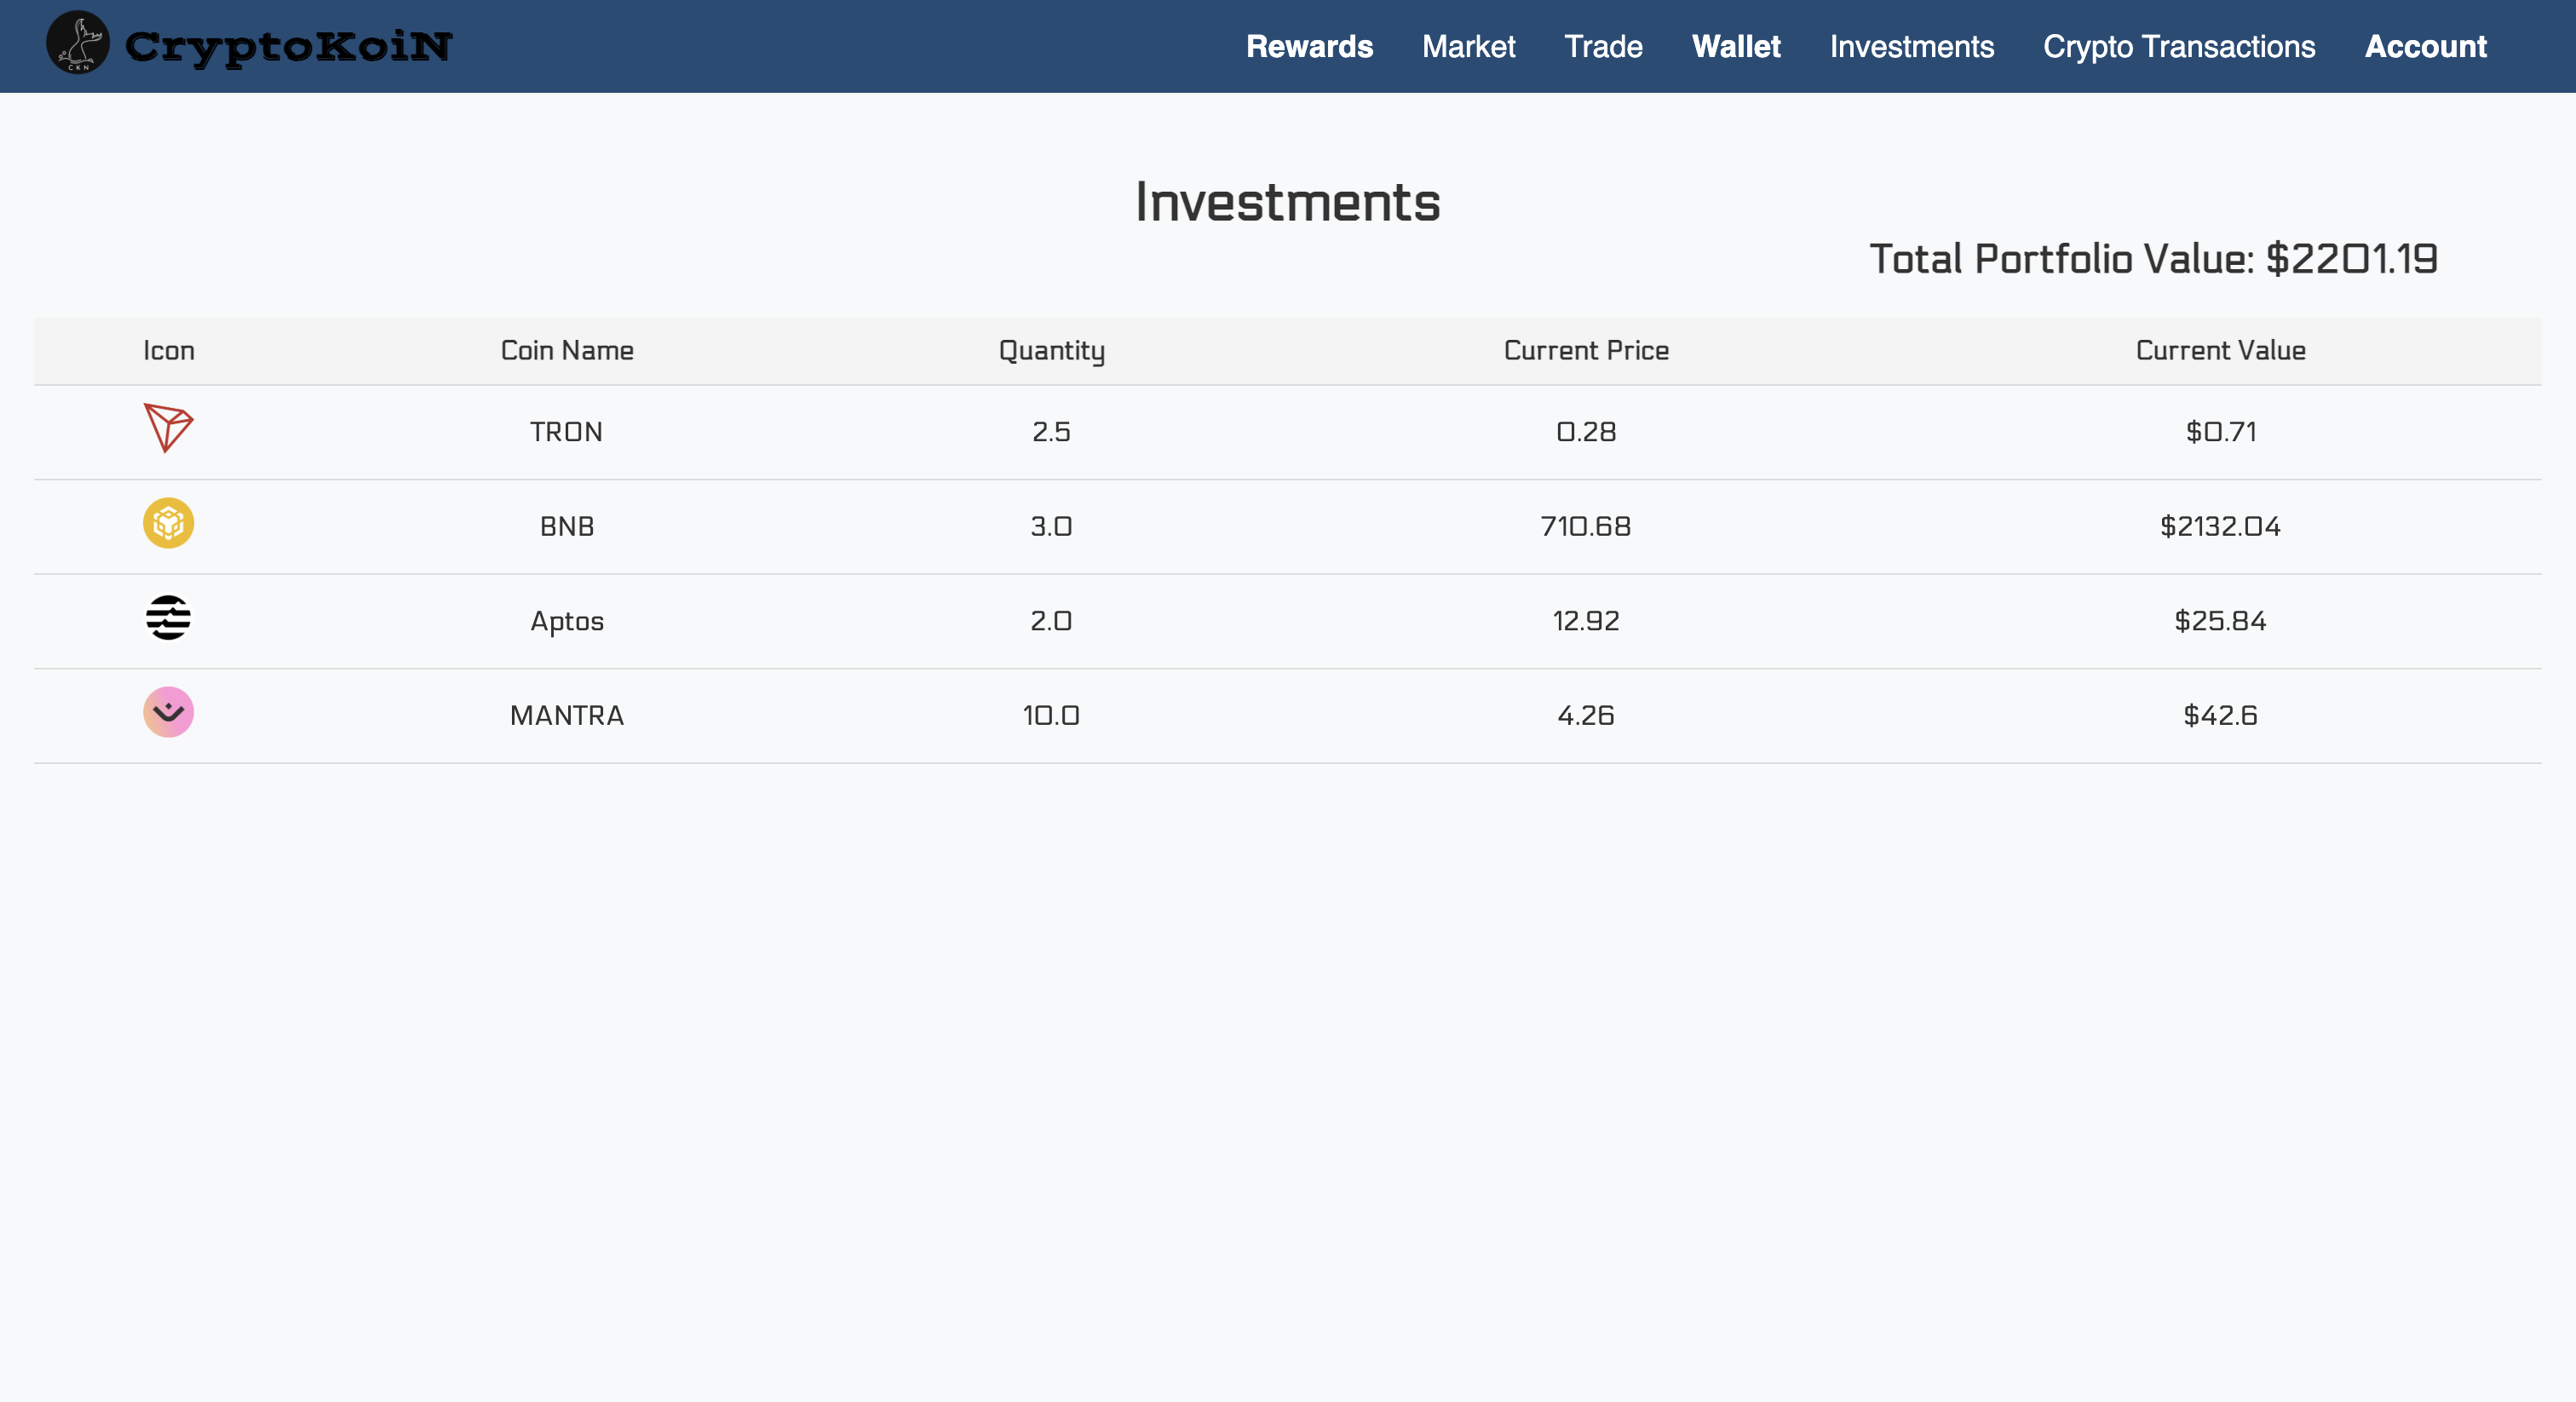 CKN
CryptoKoiN
Rewards Market Trade Wallet Investments Crypto Transactions Account
Investments
Total Portfolio Value: $2201.19
Icon Coin Name Quantity Current Price Current Value
TRON 2.5 0.28 $0.71
BNB 3.0 710.68 $2132.04
Aptos 2.0 12.92 $25.84
MANTRA 10.0 4.26 $42.6